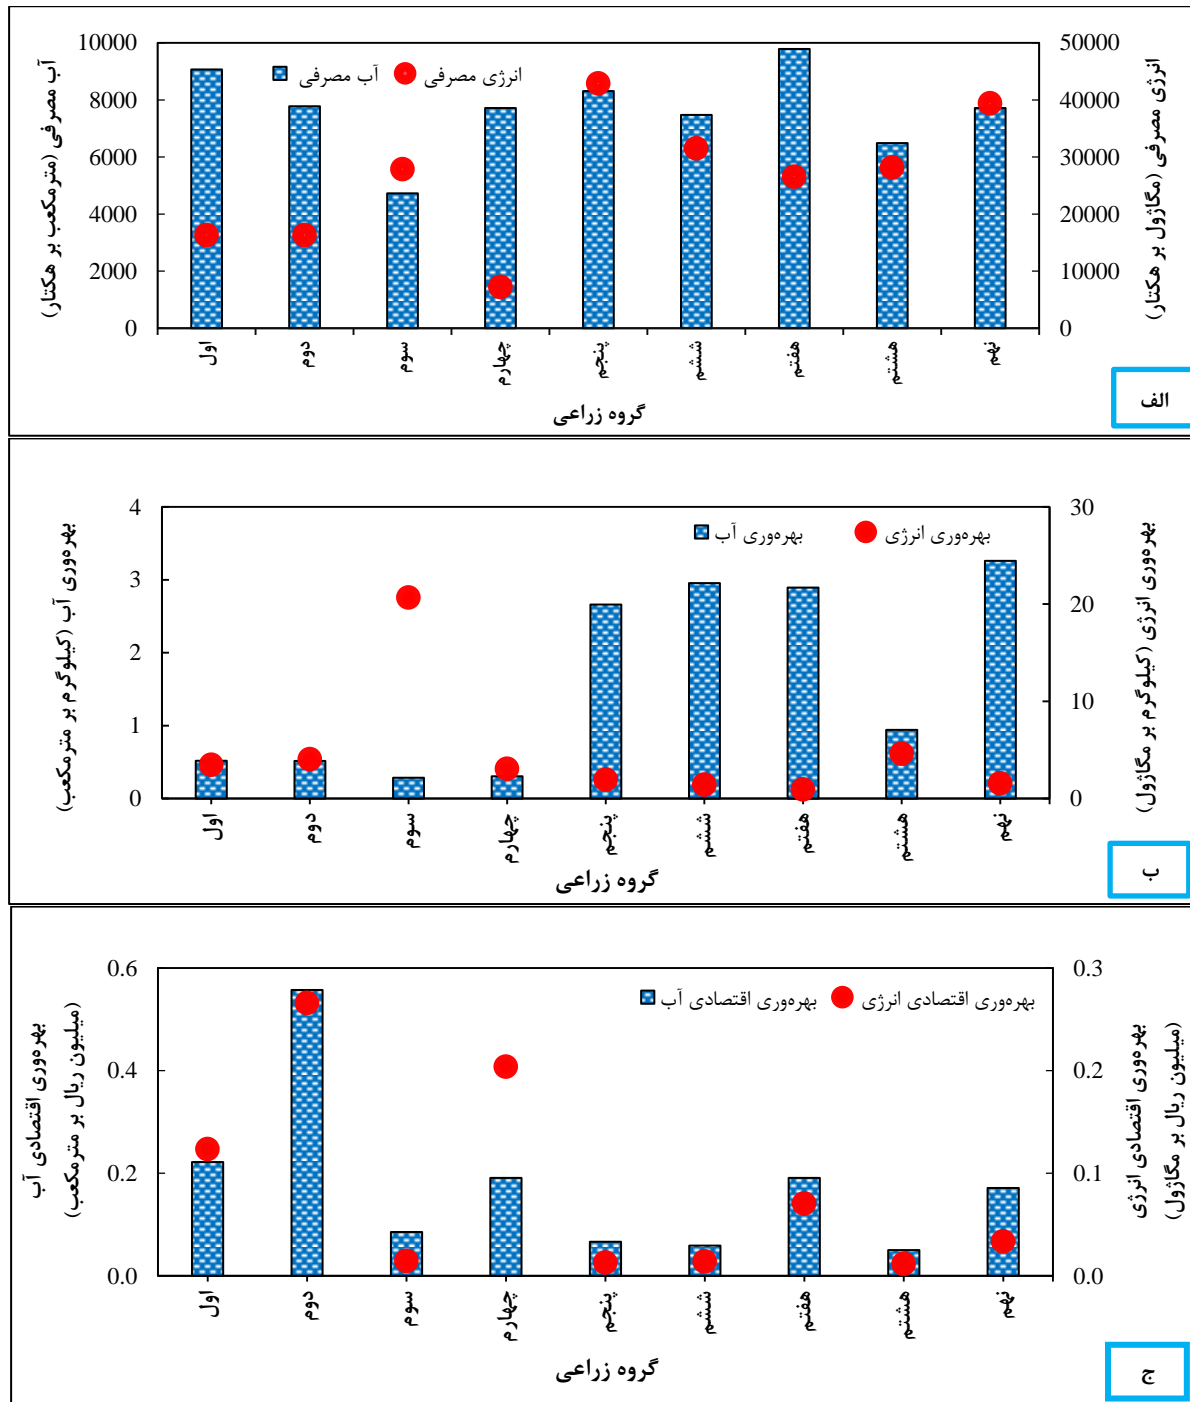 آب مصرفی (مترمکعب بر هکتار)
10000
8000
6000
4000
2000
0
آب مصرفی
انرژی مصرفی
50000
40000
30000
20000
10000
0
انرژی مصرفی (مگاژول بر هکتار)
اول
دوم
سوم
چهارم
پنجم
ششم
هفتم
هشتم
نهم
گروه زراعی
الف
بهره‌وری آب (کیلوگرم بر مترمکعب)
4
3
2
1
0
بهره‌وری آب
بهره‌وری انرژی
30
20
10
0
بهره‌وری انرژی (کیلوگرم بر مگاژول)
اول
دوم
سوم
چهارم
پنجم
ششم
هفتم
هشتم
نهم
گروه زراعی
ب
بهره‌وری اقتصادی آب
(میلیون ریال بر مترمکعب)
0.6
0.4
0.2
0.0
بهره‌وری اقتصادی آب
بهره‌وری اقتصادی انرژی
0.3
0.2
0.1
0.0
بهره‌وری اقتصادی انرژی
(میلیون ریال بر مگاژول)
اول
دوم
سوم
چهارم
پنجم
ششم
هفتم
هشتم
نهم
گروه زراعی
ج